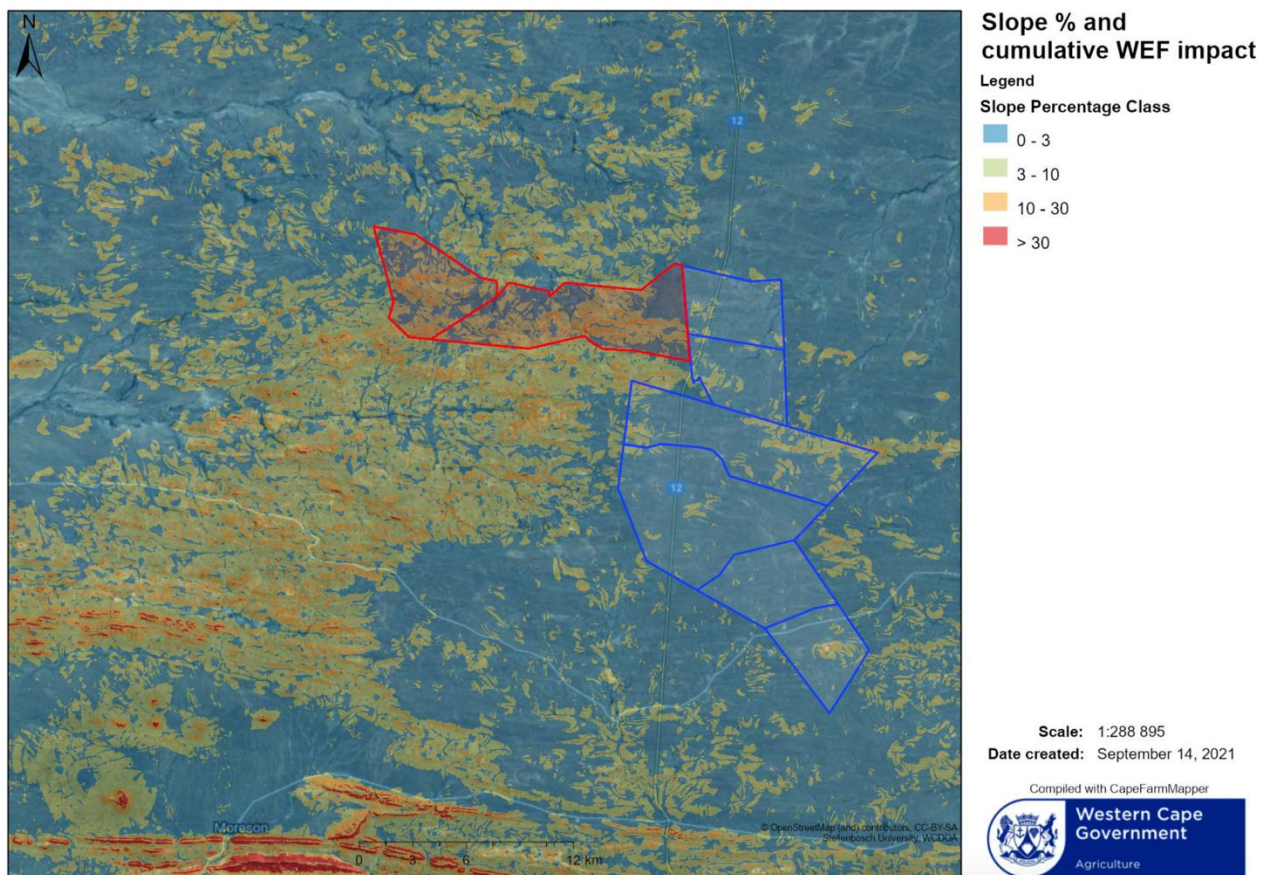 N
12
12
Moreson
© OpenStreetMap (and) contributors, CC-BY-SA
Stellenbosch University, WCDOA
0 3 6 12 km
Slope % and
cumulative WEF impact
Legend
Slope Percentage Class
0 - 3
3 - 10
10 - 30
> 30
Scale: 1:288 895
Date created: September 14, 2021
Compiled with CapeFarmMapper
Western Cape
Government
Agriculture